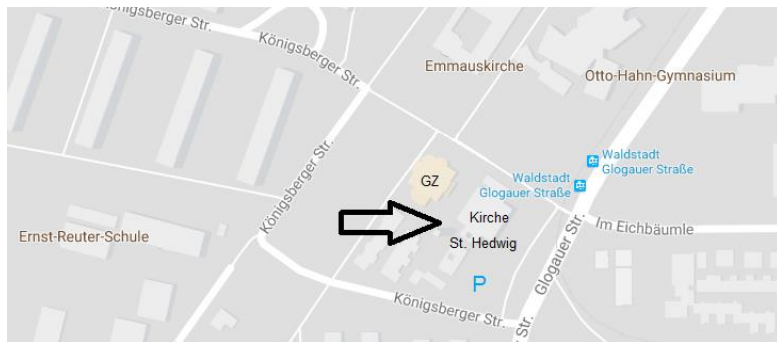 nigsberger Str.
Königsberger Str.
Emmauskirche
Otto-Hahn-Gymnasium
Waldstadt
Glogauer Straße
Waldstadt
Glogauer Straße
GZ
Königsberger Str.
Kirche
St. Hedwig
Im Eichbäumle
Ernst-Reuter-Schule
Glogauer Str.
P
Königsberger Str.
Str.